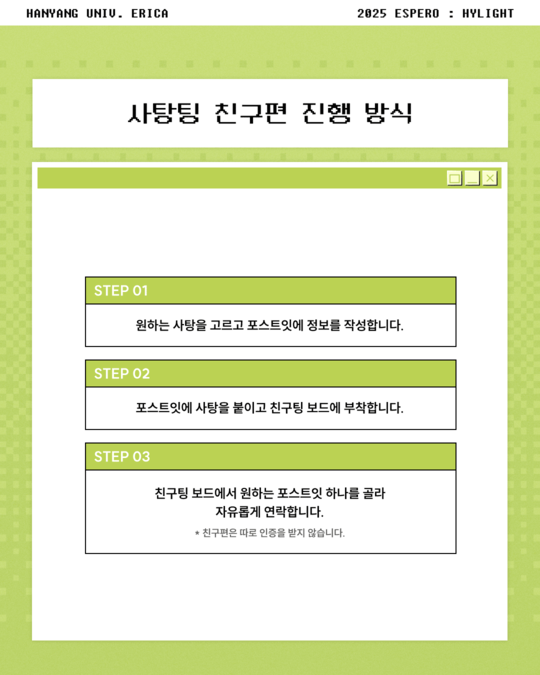 HANYANG UNIV. ERICA
2025 ESPERO : HYLIGHT
사탕팅 친구편 진행 방식
STEP 01
원하는 사탕을 고르고 포스트잇에 정보를 작성합니다.
STEP 02
포스트잇에 사탕을 붙이고 친구팅 보드에 부착합니다.
STEP 03
친구팅 보드에서 원하는 포스트잇 하나를 골라
자유롭게 연락합니다.
* 친구편은 따로 인증을 받지 않습니다.